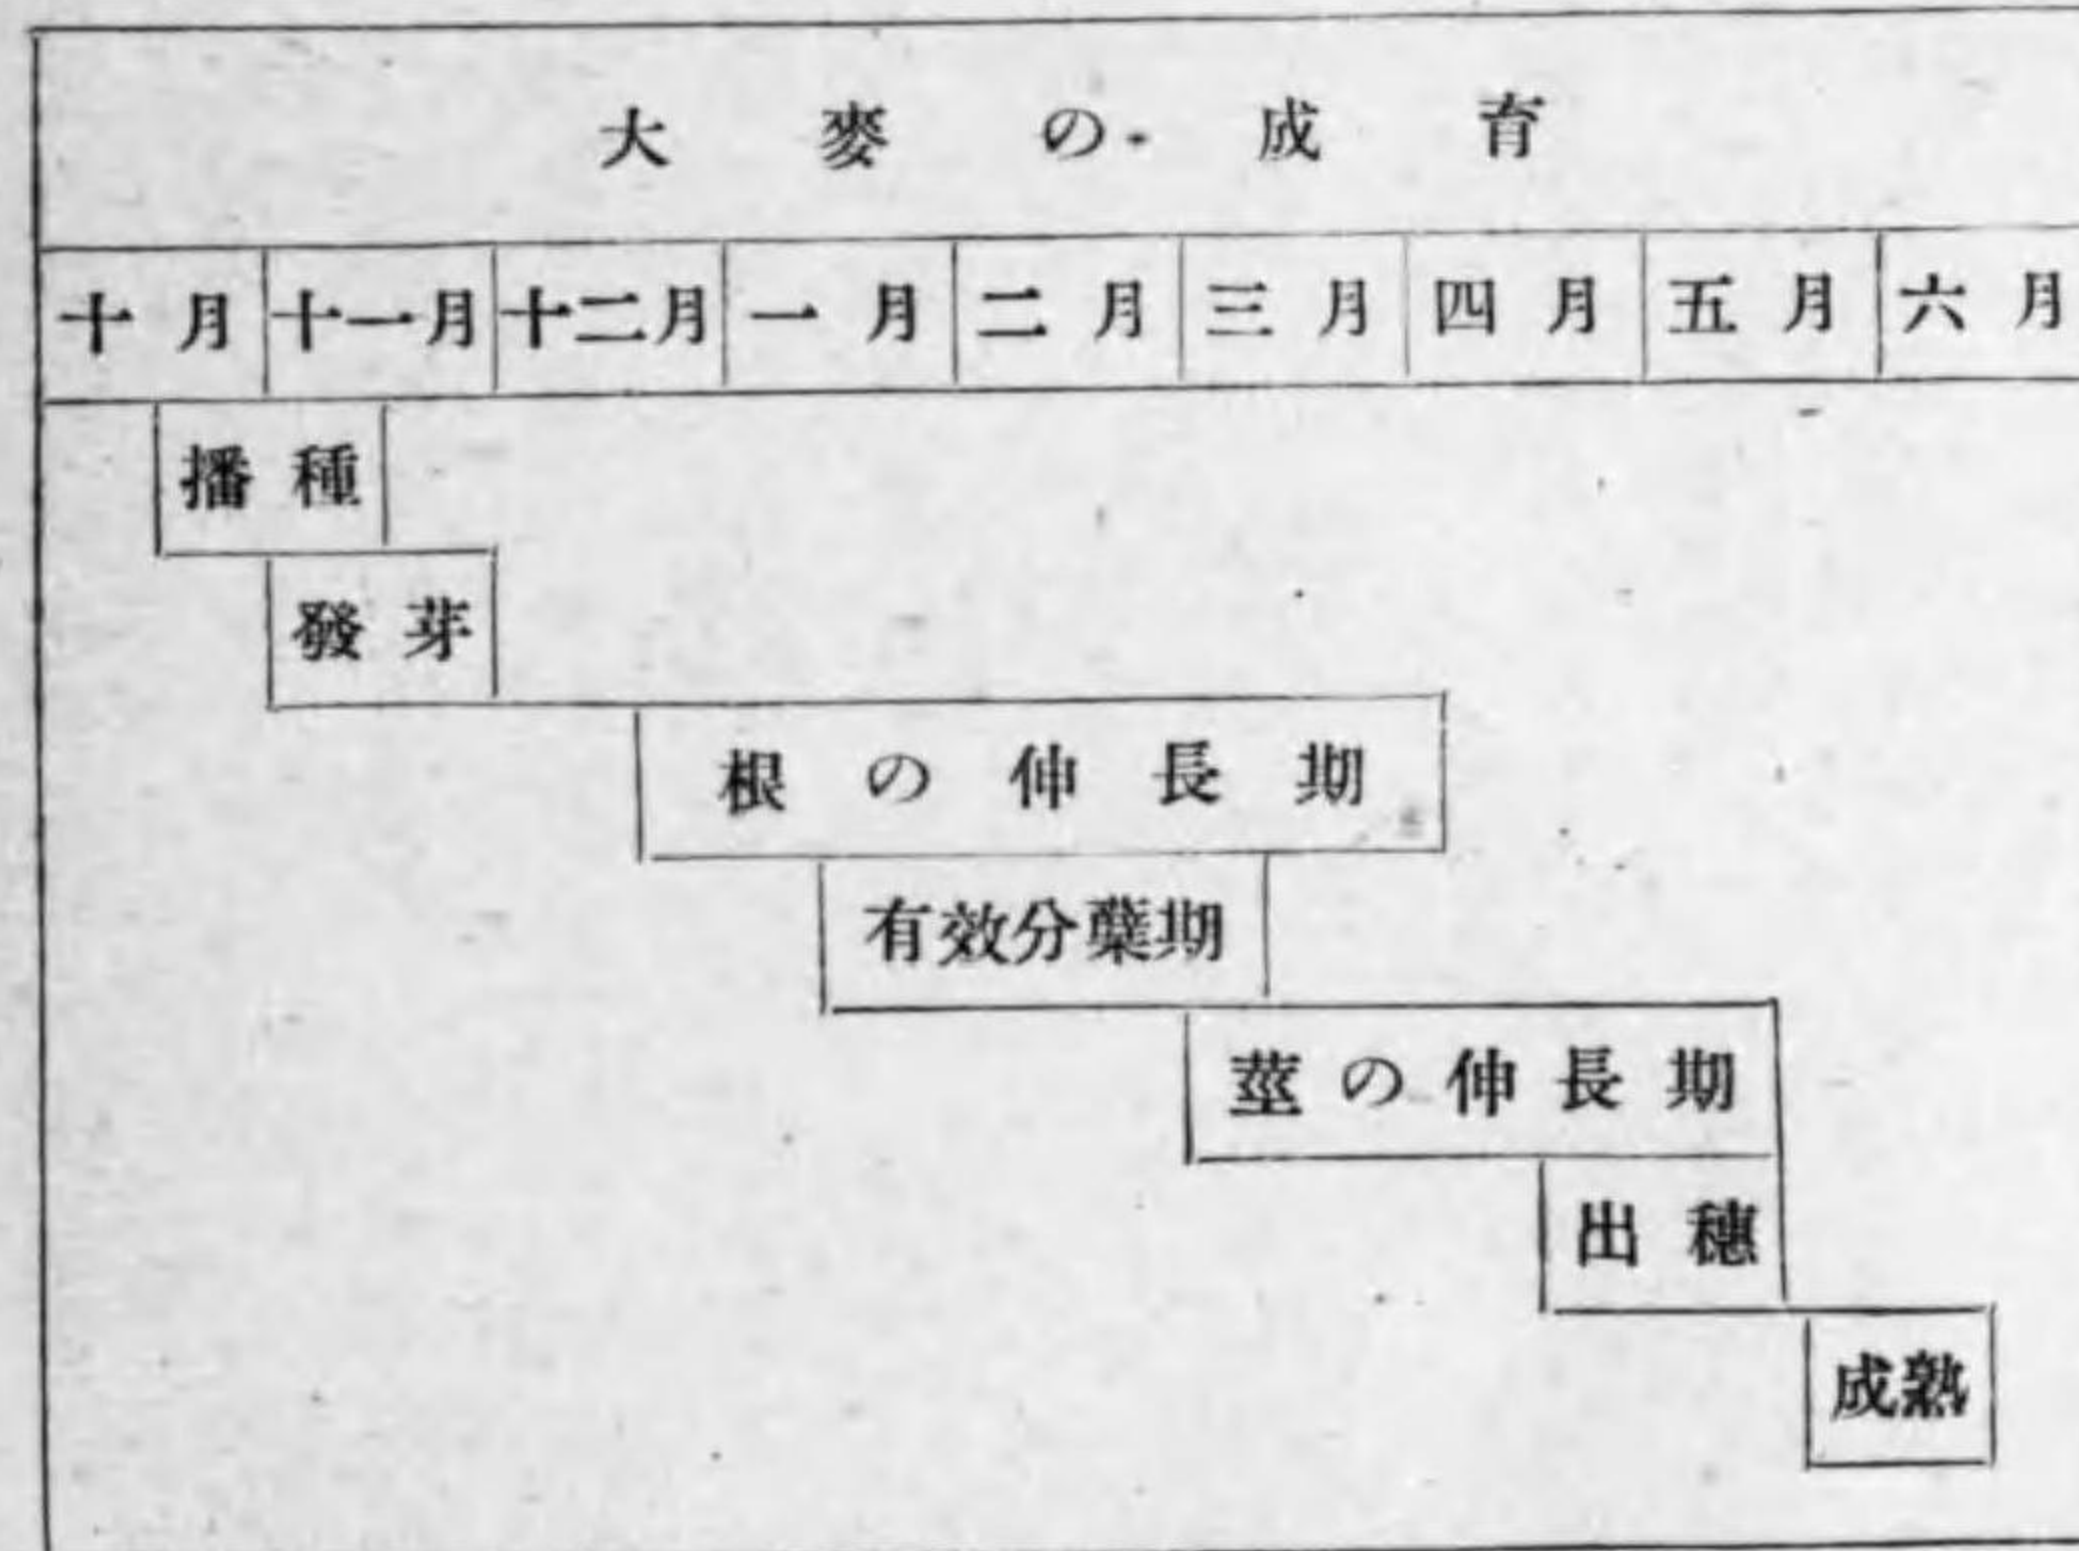 大麥の成育
十月 十一月 十二月 一月 二月 三月 四月 五月 六月
播種
發芽
根の伸長期
有效分蘖期
莖の伸長期
出穗
成熟